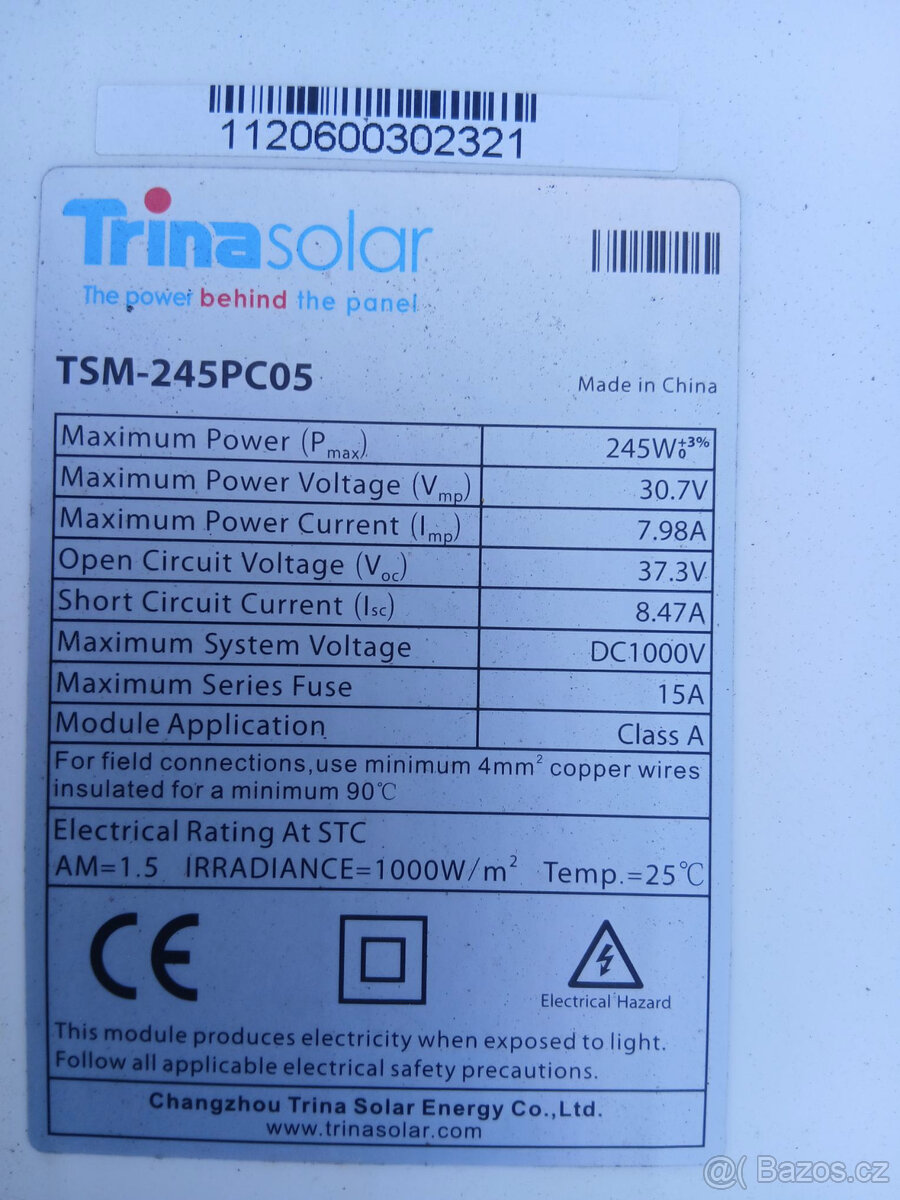 1120600302321
Trinasolar
The power behind the panel
TSM-245PC05
Made in China
Maximum Power (Pmax) 245W+3% 0
Maximum Power Voltage (Vmp) 30.7V
Maximum Power Current (Imp) 7.98A
Open Circuit Voltage (Voc) 37.3V
Short Circuit Current (Isc) 8.47A
Maximum System Voltage DC1000V
Maximum Series Fuse 15A
Module Application Class A
For field connections,use minimum 4mm² copper wires
insulated for a minimum 90℃
Electrical Rating At STC
AM=1.5 IRRADIANCE=1000W/m² Temp.=25℃
CE
Electrical Hazard
This module produces electricity when exposed to light.
Follow all applicable electrical safety precautions.
Changzhou Trina Solar Energy Co.,Ltd.
www.trinasolar.com
@( Bazos.cz